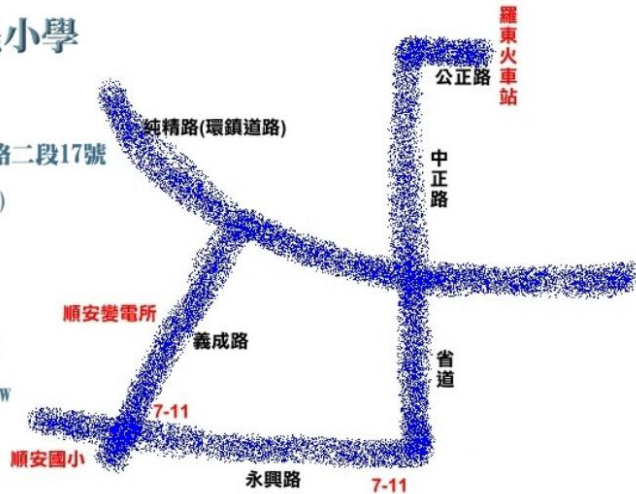 小學
羅東火車站
公正路
純精路(環鎮道路)
中正路
路二段17號
)
順安變電所
義成路
省道
w
7-11
順安國小
永興路
7-11